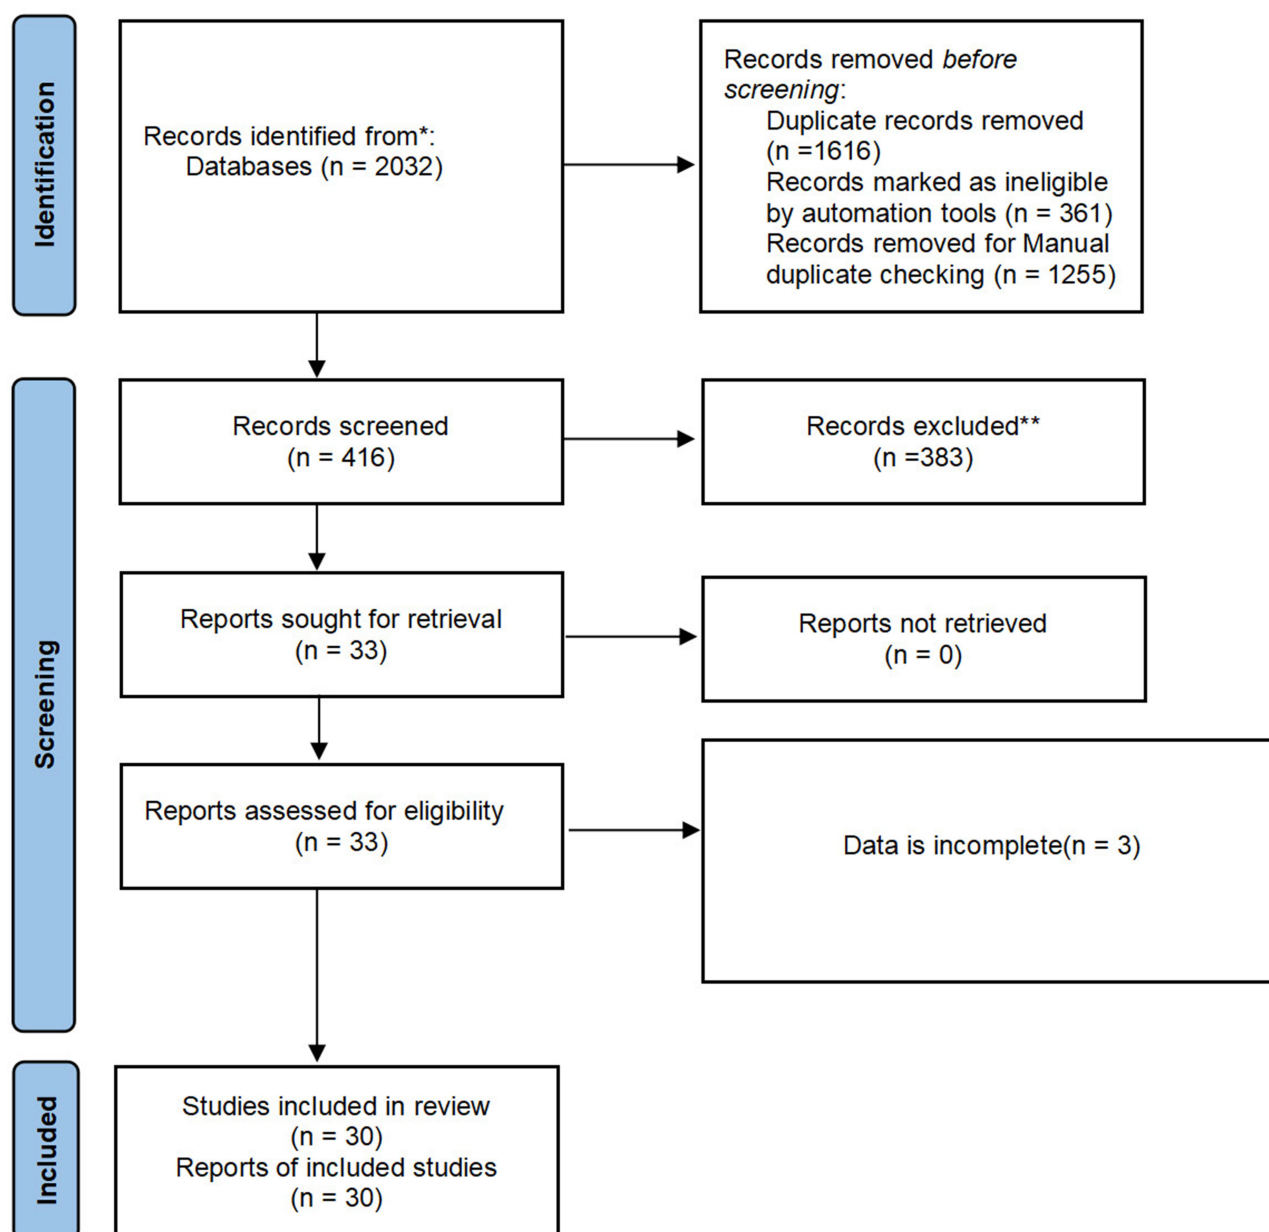 Identification
Records identified from*:
Databases (n = 2032)
Records removed before
screening:
Duplicate records removed
(n =1616)
Records marked as ineligible
by automation tools (n = 361)
Records removed for Manual
duplicate checking (n = 1255)
Screening
Records screened
(n = 416)
Records excluded**
(n =383)
Reports sought for retrieval
(n = 33)
Reports not retrieved
(n = 0)
Reports assessed for eligibility
(n = 33)
Data is incomplete(n = 3)
Included
Studies included in review
(n = 30)
Reports of included studies
(n = 30)